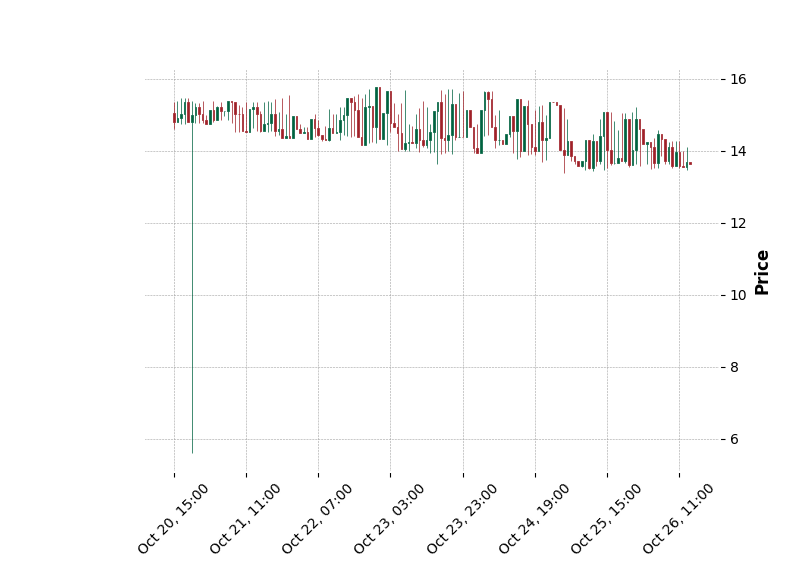 16
14
12
10
8
6
Price
Oct 20, 15:00
Oct 21, 11:00
Oct 22, 07:00
Oct 23, 03:00
Oct 23, 23:00
Oct 24, 19:00
Oct 25, 15:00
Oct 26, 11:00